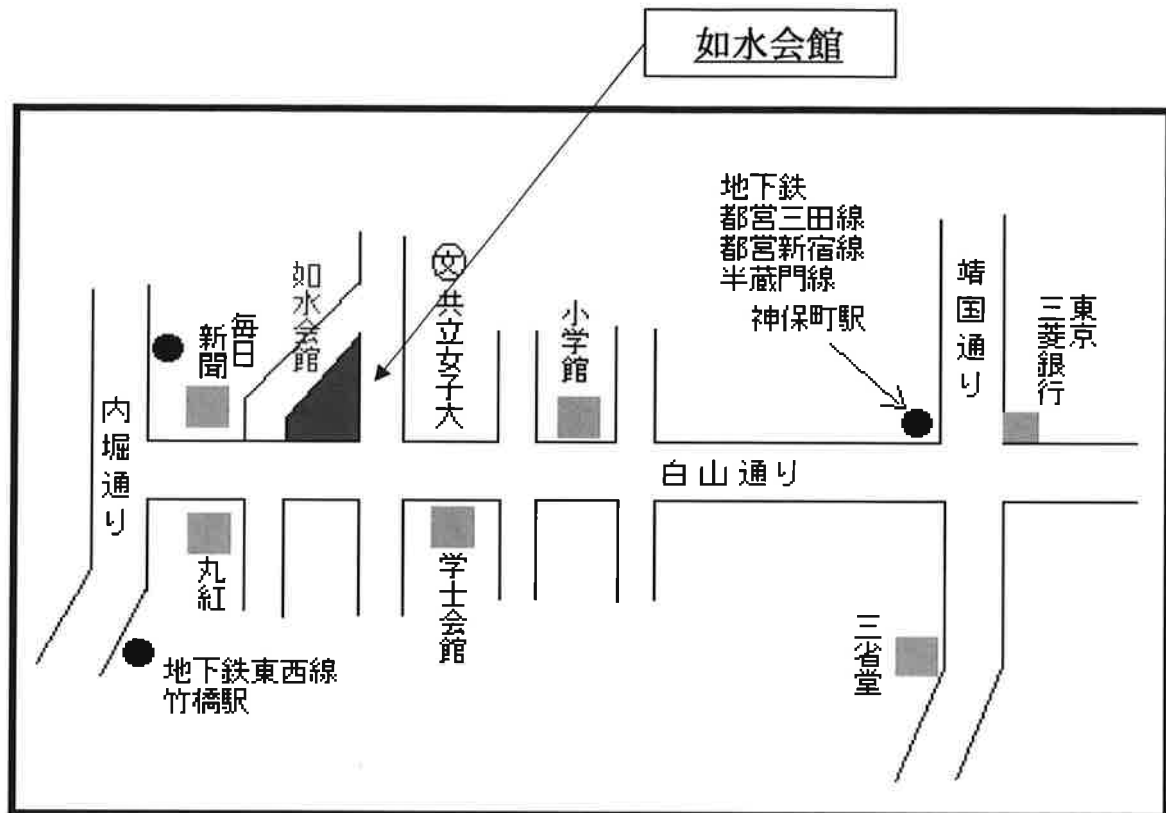 如水会館
地下鉄
都営三田線
都営新宿線
半蔵門線
神保町駅
靖国通り
東京
三菱銀行
小学館
文
共立女子大
如水会館
毎日
新聞
内堀通り
白山通り
丸紅
学士会館
三省堂
地下鉄東西線
竹橋駅